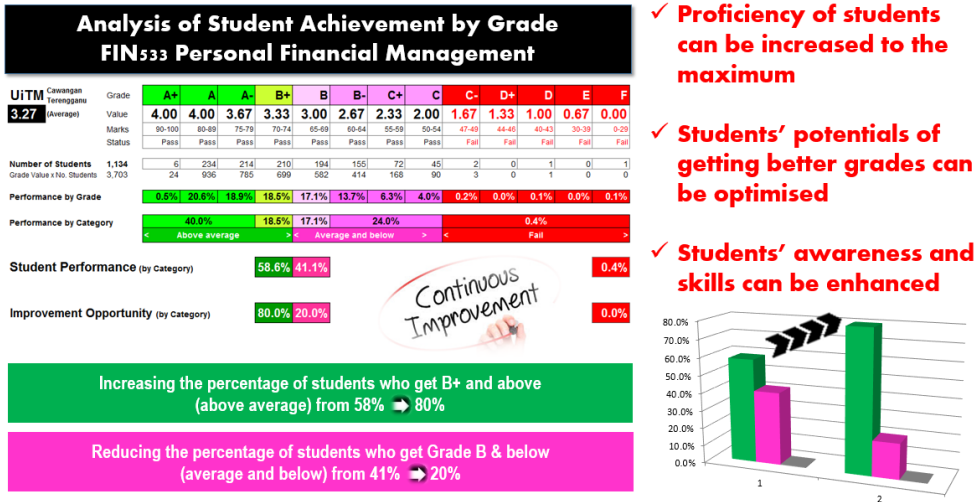 Analysis of Student Achievement by Grade
FIN533 Personal Financial Management
UiTM Cawangan Terengganu
3.27 (Average)
Grade A+ A A- B+ B B- C+ C C- D+ D E F
Value 4.00 4.00 3.67 3.33 3.00 2.67 2.33 2.00 1.67 1.33 1.00 0.67 0.00
Marks 90-100 80-89 75-79 70-74 65-69 60-64 55-59 50-54 47-49 44-46 40-43 30-39 0-29
Status Pass Pass Pass Pass Pass Pass Pass Pass Fail Fail Fail Fail Fail
Number of Students 1,134 6 234 214 210 194 155 72 45 2 0 1 0 1
Grade Value x No. Students 3,703 24 936 785 699 582 414 168 90 3 0 1 0 0
Performance by Grade 0.5% 20.6% 18.9% 18.5% 17.1% 13.7% 6.3% 4.0% 0.2% 0.0% 0.1% 0.0% 0.1%
Performance by Category 40.0% 18.5% 17.1% 24.0% 0.4%
< Above average > < Average and below > < Fail >
Student Performance (by Category) 58.6% 41.1% 0.4%
Continuous
Improvement
Improvement Opportunity (by Category) 80.0% 20.0% 0.0%
Increasing the percentage of students who get B+ and above
(above average) from 58% ➔ 80%
Reducing the percentage of students who get Grade B & below
(average and below) from 41% ➔ 20%
✓ Proficiency of students
can be increased to the
maximum
✓ Students' potentials of
getting better grades can
be optimised
✓ Students' awareness and
skills can be enhanced
80.0%
70.0%
60.0%
50.0%
40.0%
30.0%
20.0%
10.0%
0.0%
1
2